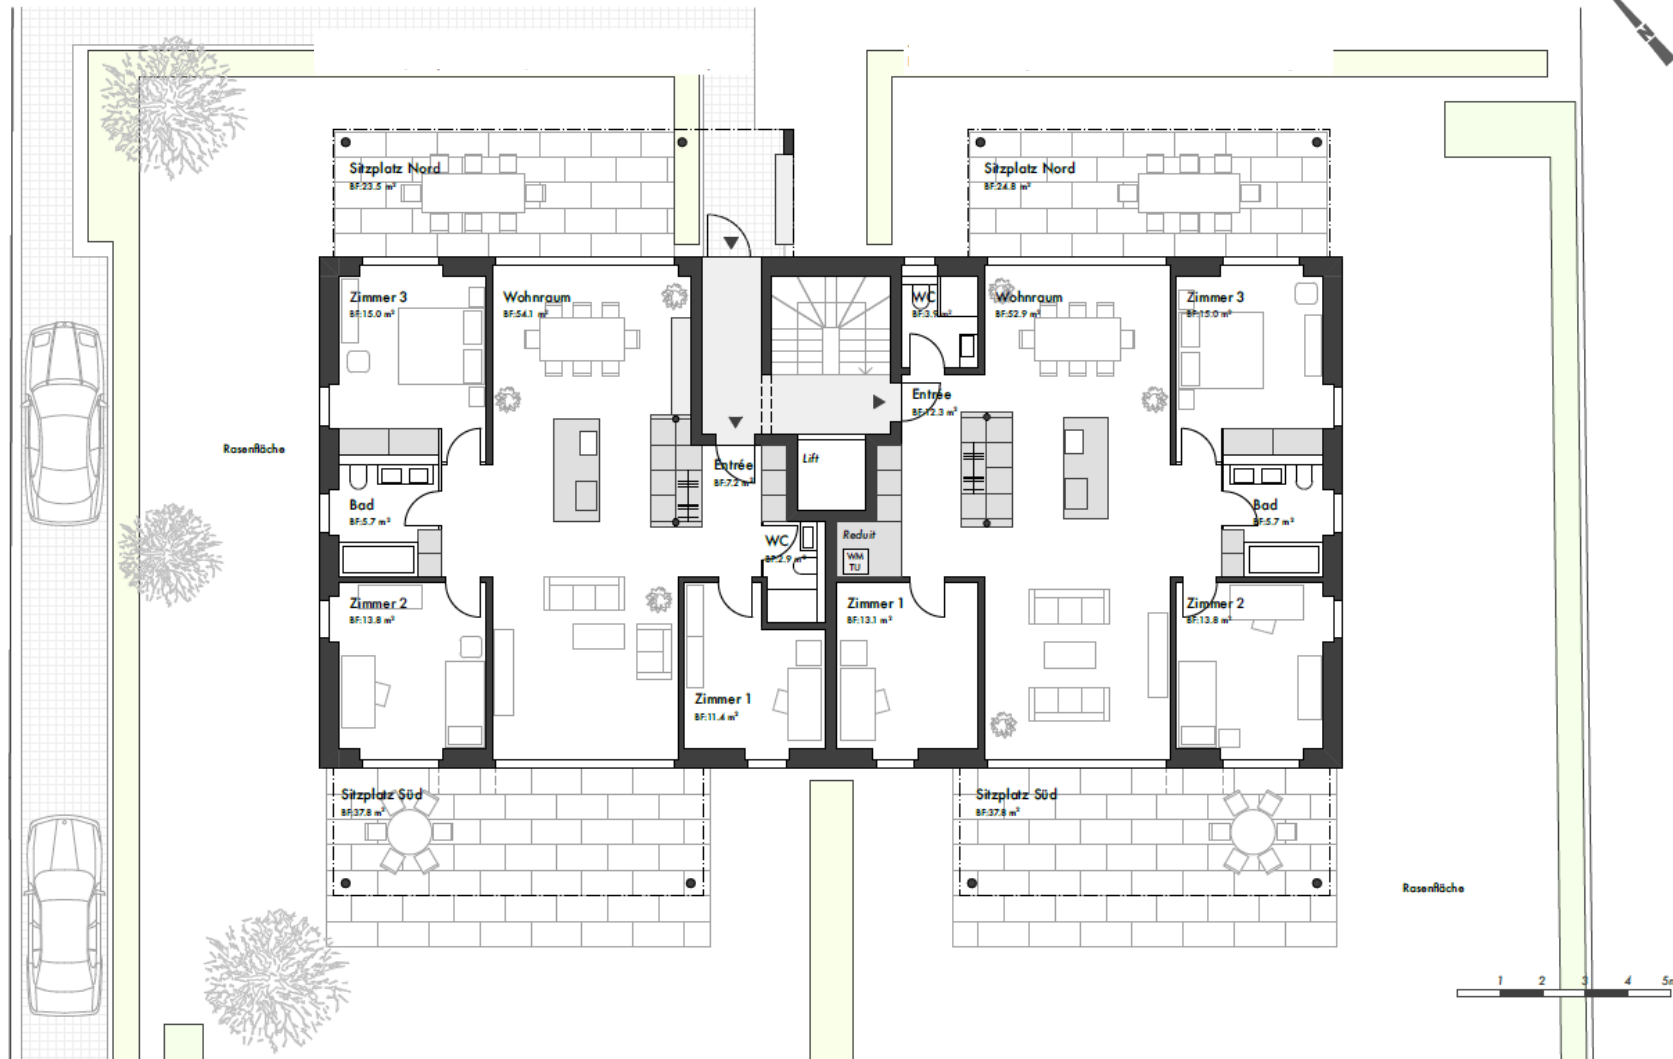 N
Sitzplatz Nord
BF:23.5 m²
Sitzplatz Nord
BF:24.8 m²
Zimmer 3
BF:15.0 m²
Wohnraum
BF:54.1 m²
WC
BF:3.9 m²
Wohnraum
BF:52.9 m²
Zimmer 3
BF:15.0 m²
Entrée
BF:12.3 m²
Rasenfläche
Lift
Entrée
BF:7.2 m²
Bad
BF:5.7 m²
Bad
BF:5.7 m²
WC
BF:2.9 m²
Reduit
WM
TU
Zimmer 2
BF:13.8 m²
Zimmer 1
BF:13.1 m²
Zimmer 2
BF:13.8 m²
Zimmer 1
BF:11.4 m²
Sitzplatz Süd
BF:37.8 m²
Sitzplatz Süd
BF:37.8 m²
Rasenfläche
1 2 3 4 5m